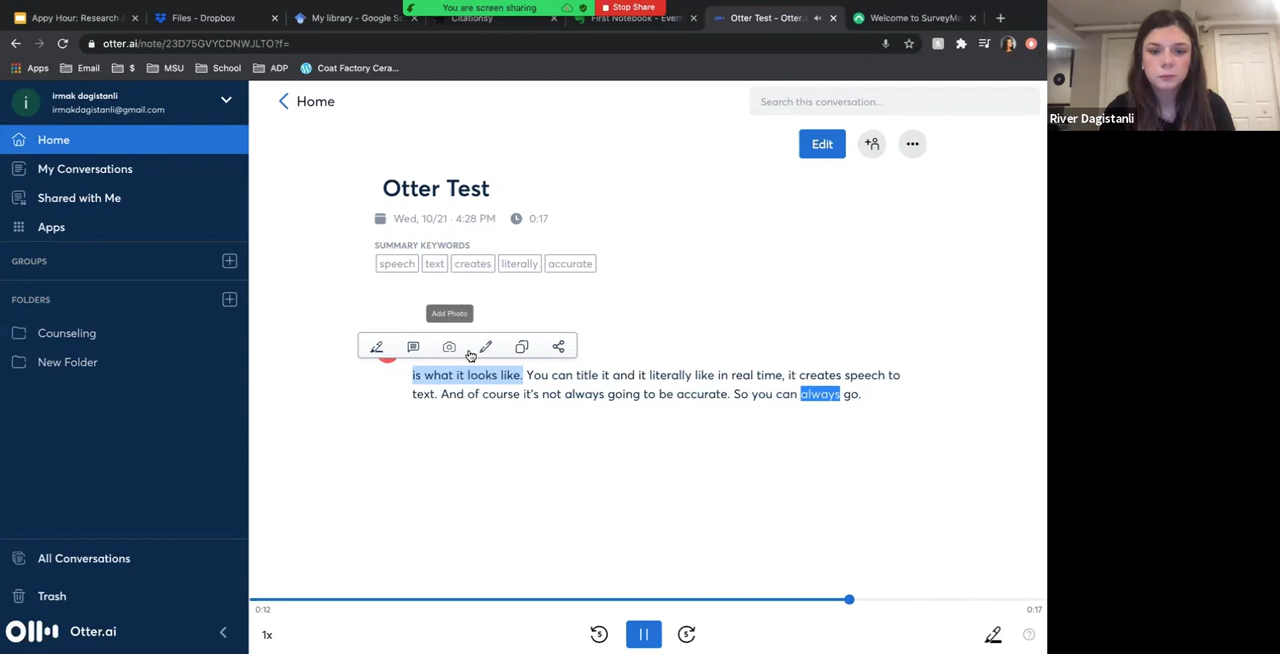 Appy Hour: Research
Files - Dropbox
My library - Google Sc
Citationsy
First Notebook - Evern
Otter Test - Otter.
Welcome to SurveyMo
You are screen sharing
Stop Share
otter.ai/note/23D75GVYCDNWJLTO?f=
Apps
Email
$
MSU
School
ADP
Coat Factory Cera...
irmak dagistanli
irmakdagistanli@gmail.com
Home
My Conversations
Shared with Me
Apps
GROUPS
FOLDERS
Counseling
New Folder
All Conversations
Trash
Otter.ai
Home
Search this conversation...
Edit
Otter Test
Wed, 10/21 · 4:28 PM
0:17
SUMMARY KEYWORDS
speech text creates literally accurate
Add Photo
is what it looks like. You can title it and it literally like in real time, it creates speech to
text. And of course it's not always going to be accurate. So you can always go.
0:12
0:17
1x
5
5
River Dagistanli